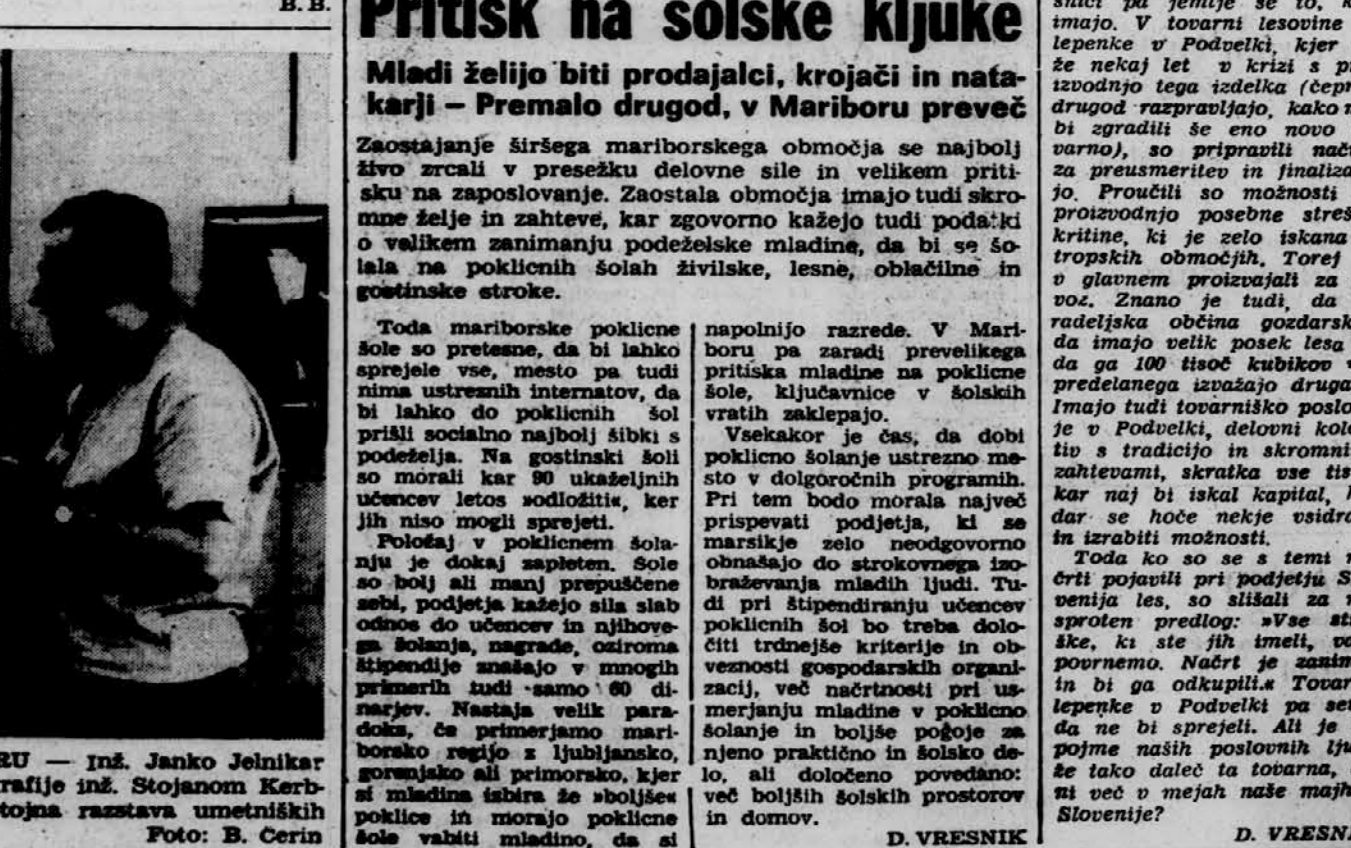 B. B.
RU — Inž. Janko Jelnikar
rafije inž. Stojanom Kerb-
tojna razstava umetniških
Foto: B. Čerin
Pritisk na šolske kljuke
Mladi želijo biti prodajalci, krojači in nata-
karji — Premalo drugod, v Mariboru preveč
Zaostajanje širšega mariborskega območja se najbolj
živo zrcali v presežku delovne sile in velikem priti-
sku na zaposlovanje. Zaostala območja imajo tudi skro-
mne želje in zahteve, kar zgovorno kažejo tudi podatki
o velikem zanimanju podeželske mladine, da bi se šo-
lala na poklicnih šolah živilske, lesne, oblačilne in
gostinske stroke.
Toda mariborske poklicne
šole so pretesne, da bi lahko
sprejele vse, mesto pa tudi
nima ustreznih internatov, da
bi lahko do poklicnih šol
prišli socialno najbolj šibki s
podeželja. Na gostinski šoli
so morali kar 90 ukaželjnih
učencev letos »odložiti«, ker
jih niso mogli sprejeti.
Položaj v poklicnem šola-
nju je dokaj zapleten. Šole
so bolj ali manj prepuščene
sebi, podjetja kažejo sila slab
odnos do učencev in njihove-
ga šolanja, nagrade, oziroma
štipendije znašajo v mnogih
primerih tudi samo 60 di-
narjev. Nastaja velik para-
doks, če primerjamo mari-
borsko regijo z ljubljansko,
gorenjsko ali primorsko, kjer
si mladina izbira že »boljše«
poklice in morajo poklicne
šole vabiti mladino, da si
napolnijo razrede. V Mari-
boru pa zaradi prevelikega
pritiska mladine na poklicne
šole, ključavnice v šolskih
vratih zaklepajo.
Vsekakor je čas, da dobi
poklicno šolanje ustrezno me-
sto v dolgoročnih programih.
Pri tem bodo morala največ
prispevati podjetja, ki se
marsikje zelo neodgovorno
obnašajo do strokovnega izo-
braževanja mladih ljudi. Tu-
di pri štipendiranju učencev
poklicnih šol bo treba dolo-
čiti trdnejše kriterije in ob-
veznosti gospodarskih organi-
zacij, več načrtnosti pri us-
merjanju mladine v poklicno
šolanje in boljše pogoje za
njeno praktično in šolsko de-
lo, ali določeno povedano:
več boljših šolskih prostorov
in domov.
D. VRESNIK
snici pa jemlje se to, k
imajo. V tovarni lesovine
lepenke v Podvelki, kjer
že nekaj let v krizi s pr
izvodnjo tega izdelka (čepr
drugod razpravljajo, kako n
bi zgradili še eno novo
varno), so pripravili nač
za preusmeritev in finaliza
jo. Proučili so možnosti
proizvodnjo posebne streš
kritine, ki je zelo iskana
tropskih območjih. Torej
v glavnem proizvajali za
voz. Znano je tudi, da
radeljska občina gozdarsk
da imajo velik posek lesa
da ga 100 tisoč kubikov
predelanega izvažajo druga
Imajo tudi tovarniško poslo
je v Podvelki, delovni kole
tiv s tradicijo in skromni
zahtevami, skratka vse tis
kar naj bi iskal kapital, k
dar se hoče nekje vsidra
in izrabiti možnosti.
Toda ko so se s temi n
črti pojavili pri podjetju S
venija les, so slišali za n
sproten predlog: »Vse str
ške, ki ste jih imeli, va
povrnemo. Načrt je zanim
in bi ga odkupili.« Tovar
lepenke v Podvelki pa se
da ne bi sprejeli. Ali je
pojme naših poslovnih lju
že tako daleč ta tovarna,
ni več v mejah naše majh
Slovenije?
D. VRESN